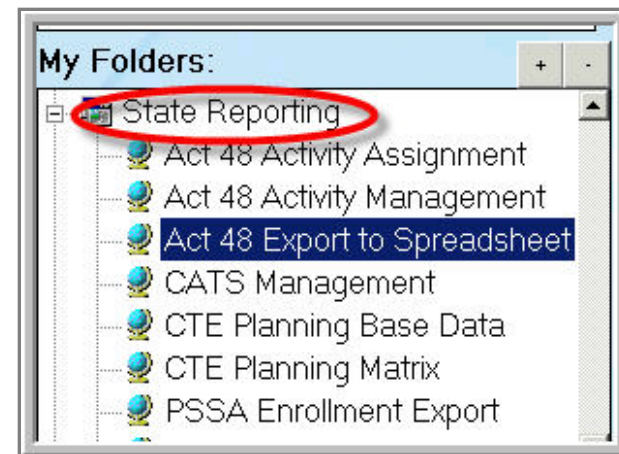 My Folders:
+ -
State Reporting
Act 48 Activity Assignment
Act 48 Activity Management
Act 48 Export to Spreadsheet
CATS Management
CTE Planning Base Data
CTE Planning Matrix
PSSA Enrollment Export